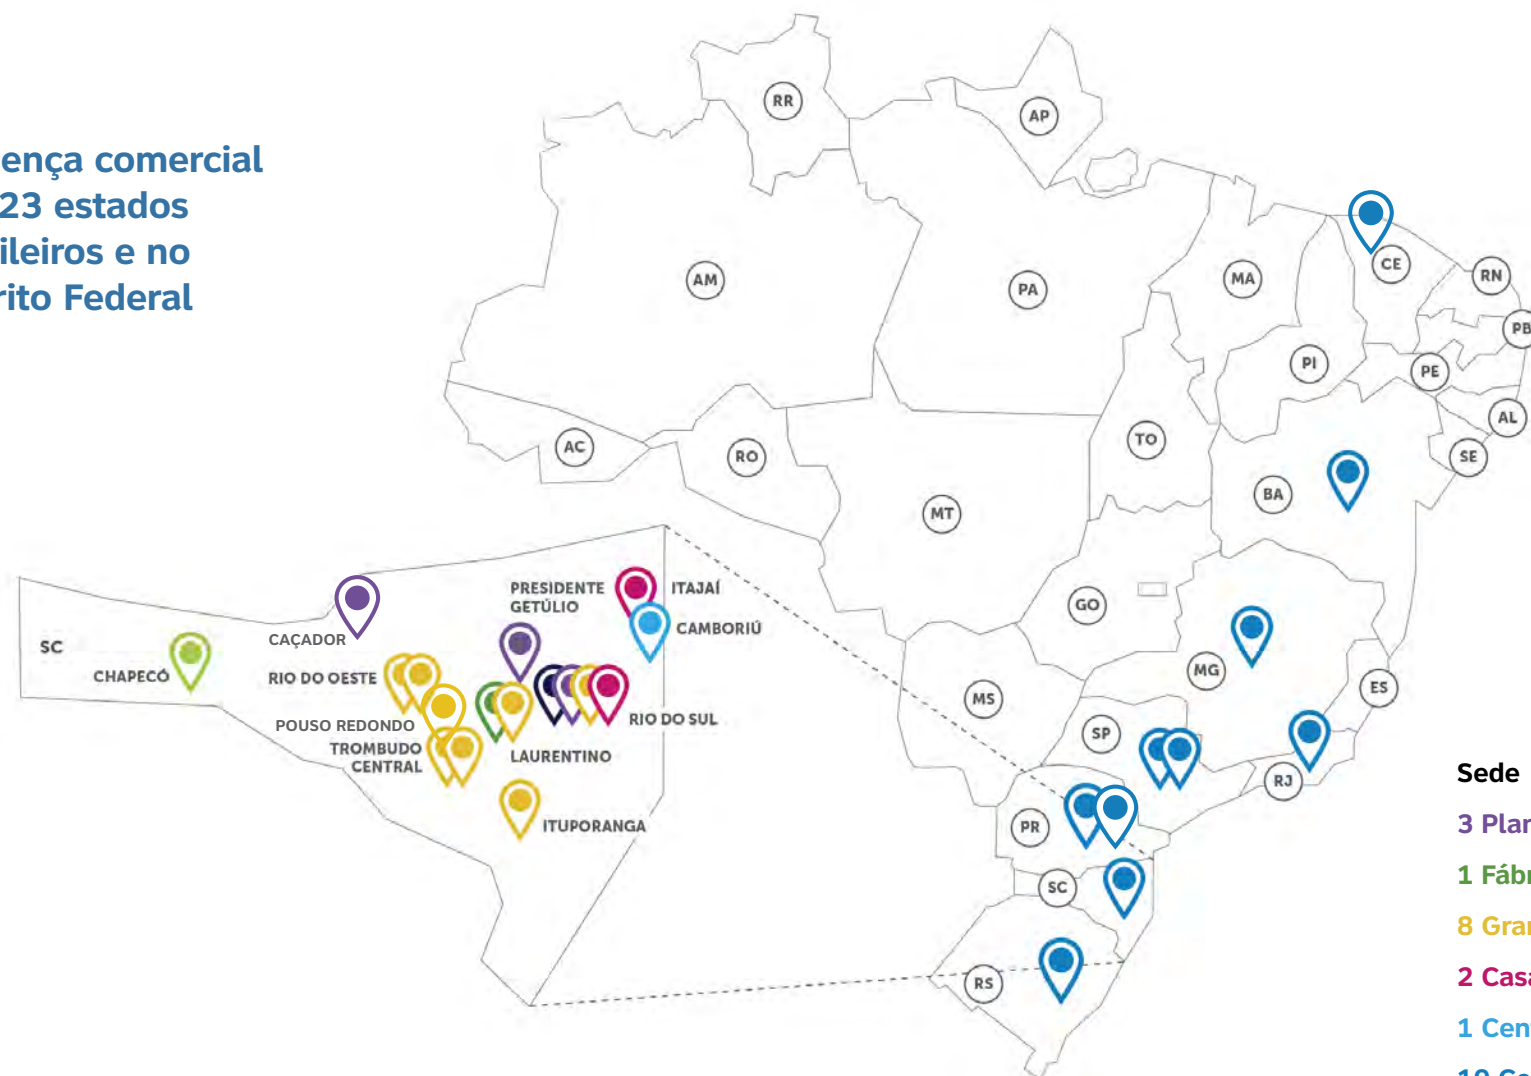 ença comercial
23 estados
ileiros e no
rito Federal
RR
AP
AM
PA
MA
CE
RN
PB
PI
PE
AL
SE
AC
RO
TO
BA
MT
GO
MG
ES
MS
SP
RJ
PR
SC
RS
SC
CHAPECÓ
CAÇADOR
PRESIDENTE
GETÚLIO
ITAJAÍ
CAMBORIÚ
RIO DO OESTE
POUSO REDONDO
TROMBUDO
CENTRAL
LAURENTINO
RIO DO SUL
ITUPORANGA
Sede
3 Plan
1 Fábr
8 Gran
2 Casa
1 Cent